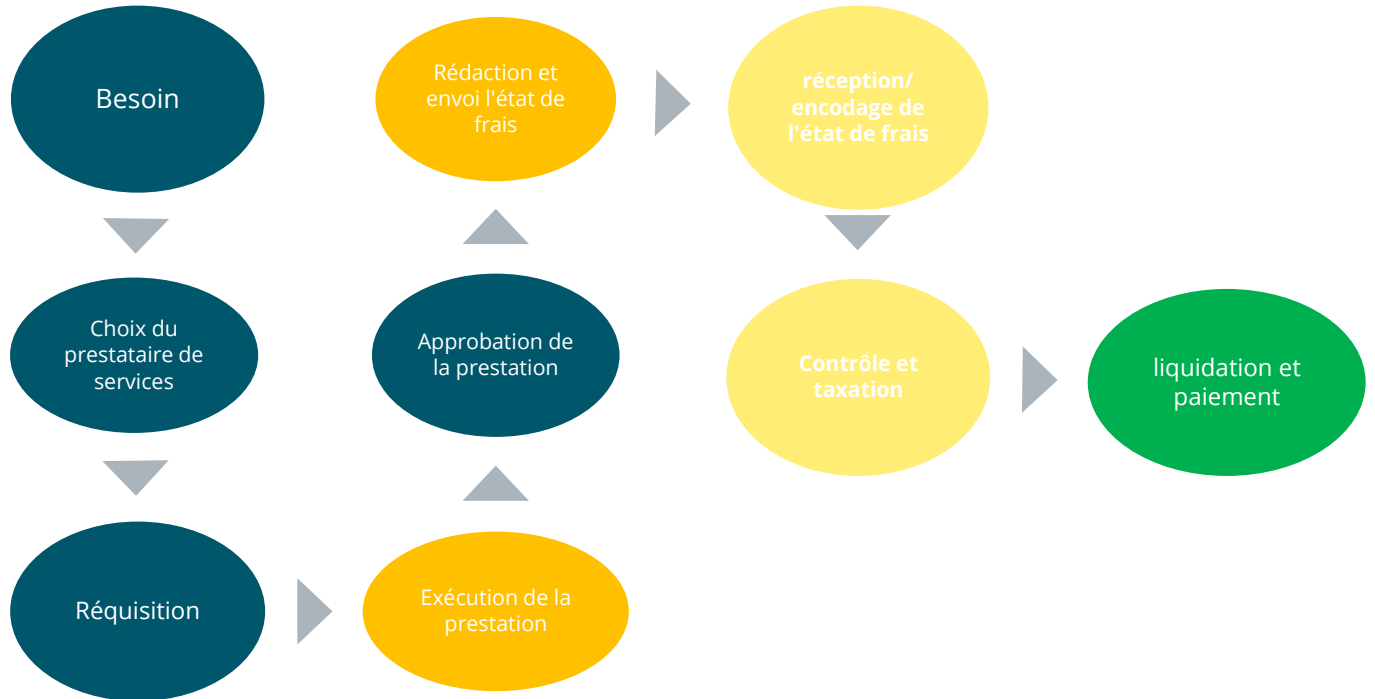 Besoin
Choix du
prestataire de
services
Réquisition
Exécution de la
prestation
Approbation de
la prestation
Rédaction et
envoi l'état de
frais
réception/
encodage de
l'état de frais
Contrôle et
taxation
liquidation et
paiement